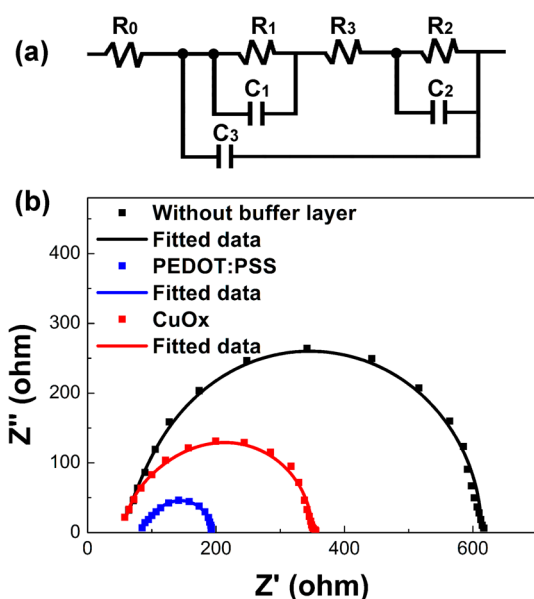 (a)
R0 R1 R3 R2
C1 C2
C3
(b)
Without buffer layer
Fitted data
PEDOT:PSS
Fitted data
CuOx
Fitted data
400
300
200
100
0
Z'' (ohm)
0 200 400 600
Z' (ohm)